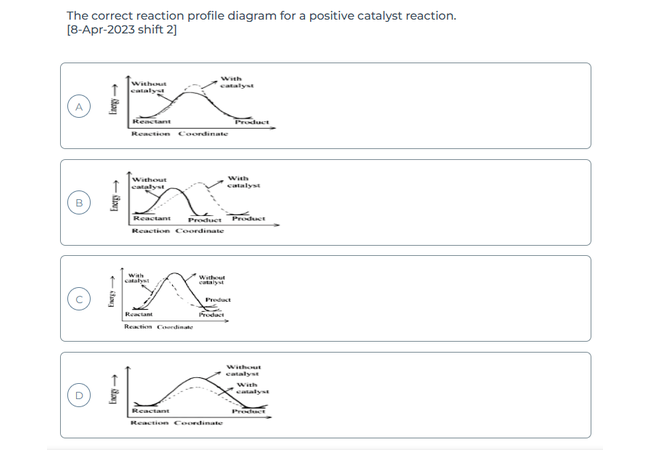 The correct reaction profile diagram for a positive catalyst reaction.
[8-Apr-2023 shift 2]
A
Energy
Without
catalyst
With
catalyst
Reactant
Product
Reaction Coordinate
B
Energy
Without
catalyst
With
catalyst
Reactant
Product
Product
Reaction Coordinate
C
Energy
With
catalyst
Without
catalyst
Product
Reactant
Product
Reaction Coordinate
D
Energy
Without
catalyst
With
catalyst
Reactant
Product
Reaction Coordinate